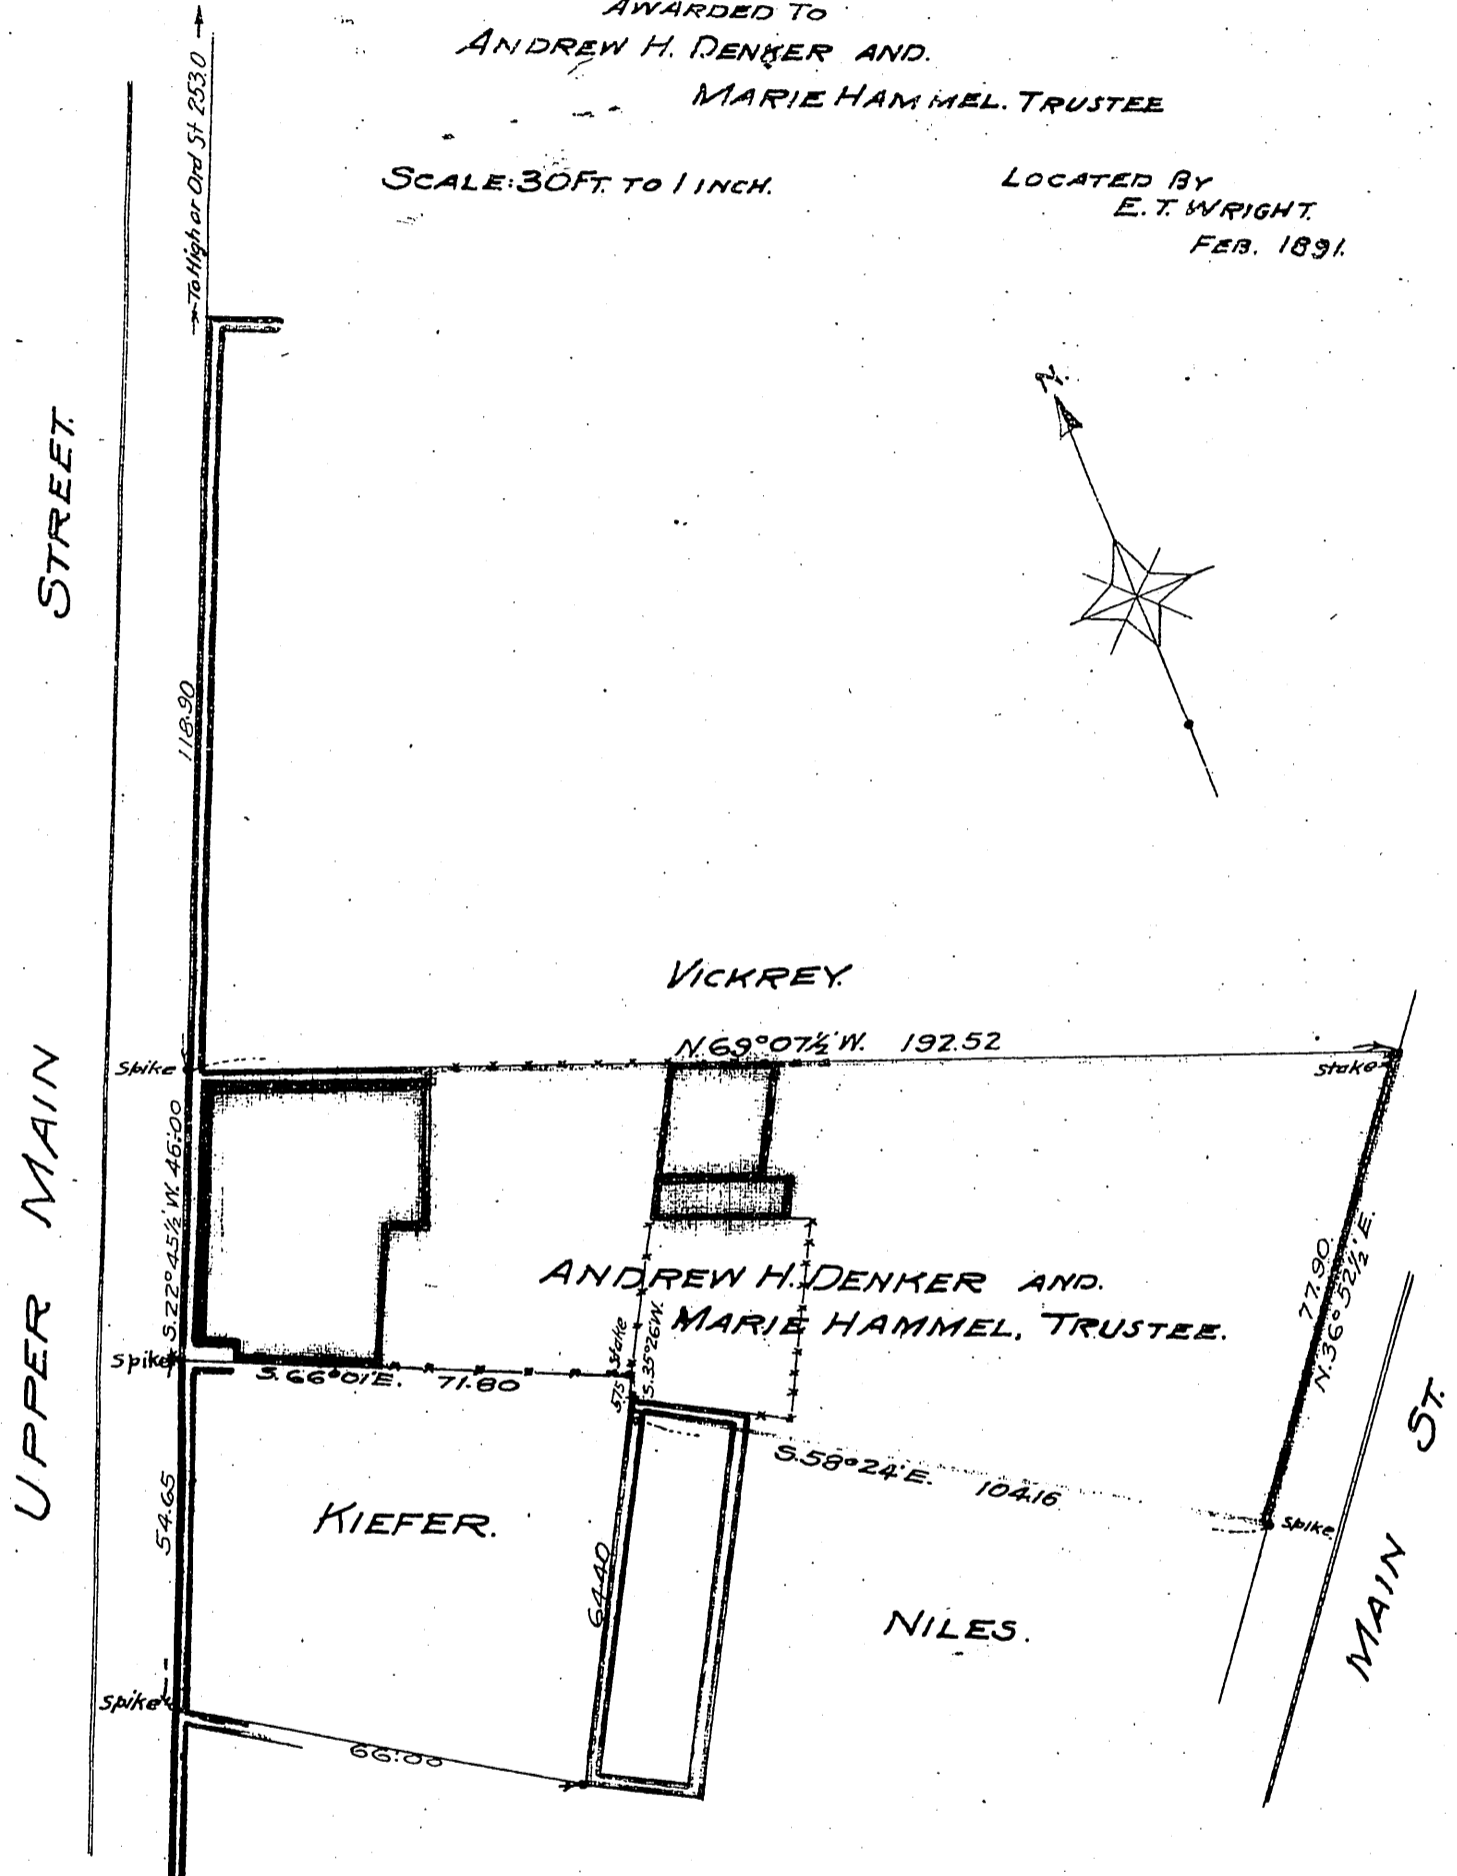 AWARDED TO
ANDREW H. DENKER AND.
MARIE HAMMEL. TRUSTEE
SCALE: 30 FT. TO 1 INCH.
LOCATED BY
E. T. WRIGHT.
FEB. 1891.
To High or Ord St 253.0
N.
STREET.
UPPER MAIN
118.90
VICKREY.
N.69°07½'W. 192.52
Spike
stake
S.22°45½'W. 46.00
ANDREW H. DENKER AND.
MARIE HAMMEL, TRUSTEE.
77.90.
N.36°52½'E.
Spike
S.66°01'E. 71.80
5.75
Stake
S.35°26'W.
S.58°24'E. 104.16
Spike
54.65
KIEFER.
64.40
NILES.
MAIN ST.
Spike
66.00